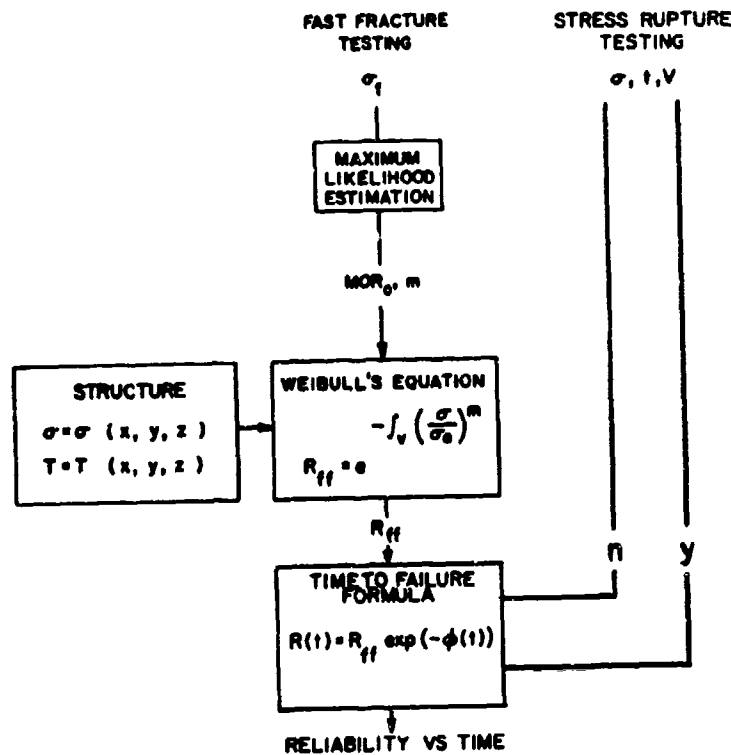 FAST FRACTURE
TESTING
σf
STRESS RUPTURE
TESTING
σ, t, V
MAXIMUM
LIKELIHOOD
ESTIMATION
MOR₀, m
STRUCTURE
σ = σ (x, y, z)
T = T (x, y, z)
WEIBULL'S EQUATION
-∫v (σ/σ₀)^m
Rff = e
Rff
n y
TIME TO FAILURE
FORMULA
R(t) = Rff exp(-ϕ(t))
RELIABILITY VS TIME